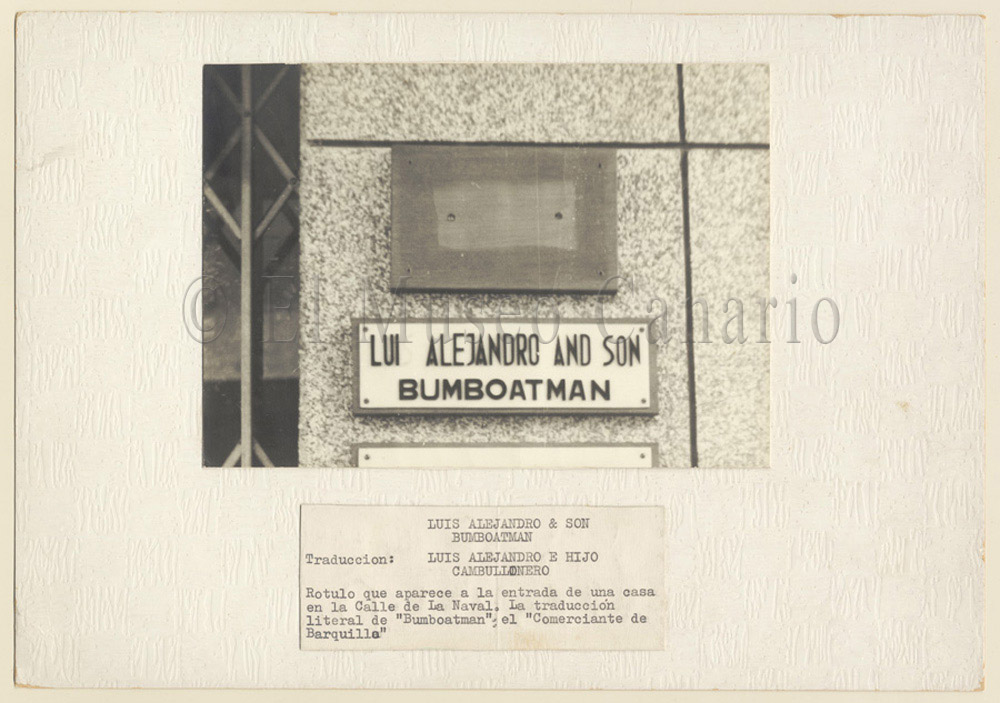 © El Museo Canario
LUI ALEJANDRO AND SON
BUMBOATMAN
LUIS ALEJANDRO & SON
BUMBOATMAN
Traduccion: LUIS ALEJANDRO E HIJO
CAMBULLONERO
Rotulo que aparece a la entrada de una casa
en la Calle de La Naval. La traducción
literal de "Bumboatman"; el "Comerciante de
Barquillo"